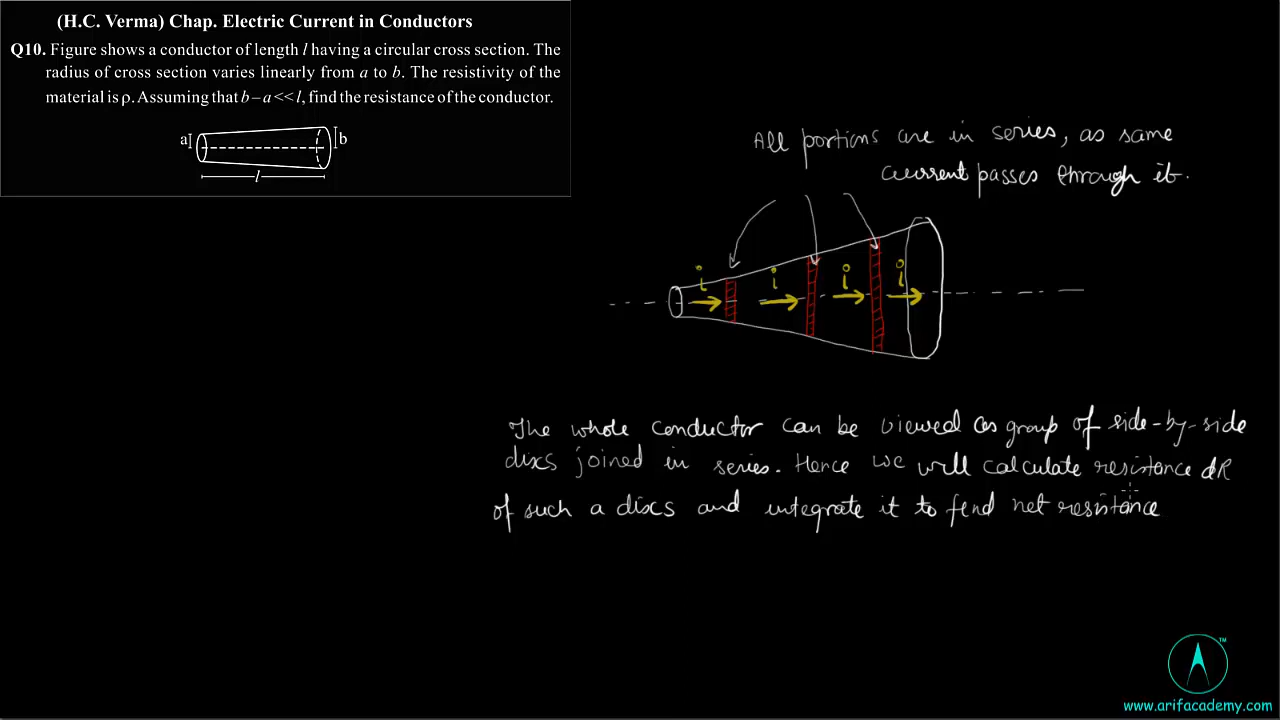 (H.C. Verma) Chap. Electric Current in Conductors
Q10. Figure shows a conductor of length l having a circular cross section. The
radius of cross section varies linearly from a to b. The resistivity of the
material is ρ. Assuming that b – a << l, find the resistance of the conductor.
a
b
l
All portions are in series, as same
current passes through it.
i
i
i
i
The whole conductor can be viewed as group of side-by-side
discs joined in series. Hence we will calculate resistance dR
of such a discs and integrate it to fend net resistance
TM
www.arifacademy.com